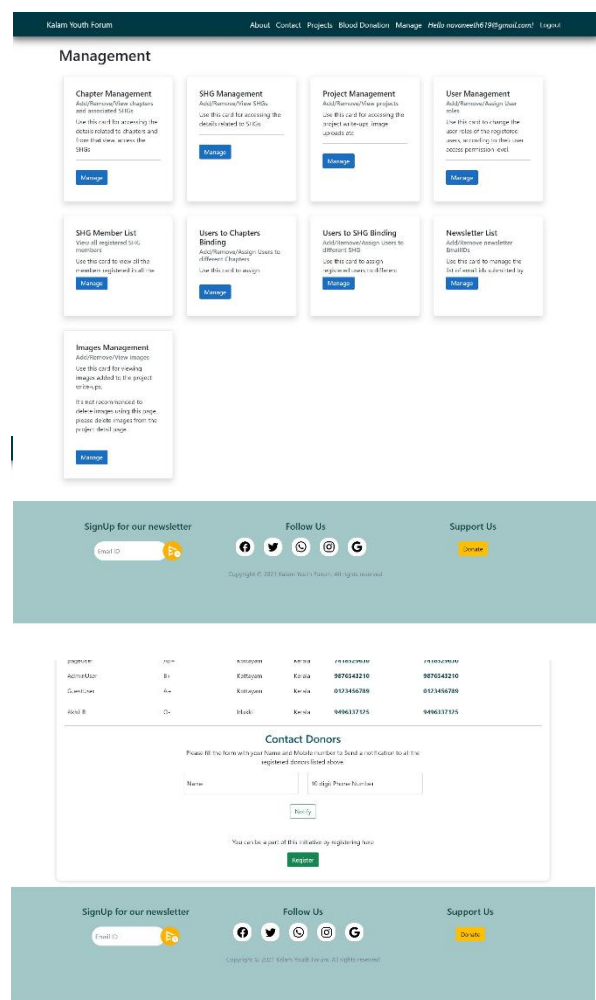 Kalam Youth Forum About Contact Projects Blood Donation Manage Hello navaneeth619@gmail.com! Logout
Management
Chapter Management
Add/Remove/View chapters
and associated SHGs
Use this card for accessing the
details related to chapters and
from that view, access the
SHGs
Manage
SHG Management
Add/Remove/View SHGs
Use this card for accessing the
details related to SHGs
Manage
Project Management
Add/Remove/View projects
Use this card for accessing the
project write-ups, image
uploads etc
Manage
User Management
Add/Remove/Assign User
roles
Use this card to change the
user roles of the registered
users, according to their user
access permission level.
Manage
SHG Member List
View all registered SHG
members
Use this card to view all the
members registered in all the
Manage
Users to Chapters
Binding
Add/Remove/Assign Users to
different Chapters
Use this card to assign
Manage
Users to SHG Binding
Add/Remove/Assign Users to
different SHG
Use this card to assign
registered users to different
Manage
Newsletter List
Add/Remove newsletter
EmailIDs
Use this card to manage the
list of email ids submitted by
Manage
Images Management
Add/Remove/View images
Use this card for viewing
images added to the project
write-ups.
It's not recommended to
delete images using this page,
please delete images from the
project detail page.
Manage
SignUp for our newsletter Follow Us Support Us
Email ID Donate
Copyright © 2021 Kalam Youth Forum. All rights reserved
Kottayam Kerala 7418529630 7418529630
AdminUser B+ Kottayam Kerala 9876543210 9876543210
GuestUser A+ Kottayam Kerala 0123456789 0123456789
O- Idukki Kerala 9496337125 9496337125
Contact Donors
Please fill the form with your Name and Mobile number to Send a notification to all the
registered donors listed above.
Name 10 digit Phone Number
Notify
You can be a part of this initiative by registering here
Register
SignUp for our newsletter Follow Us Support Us
Email ID Donate
Copyright © 2021 Kalam Youth Forum. All rights reserved